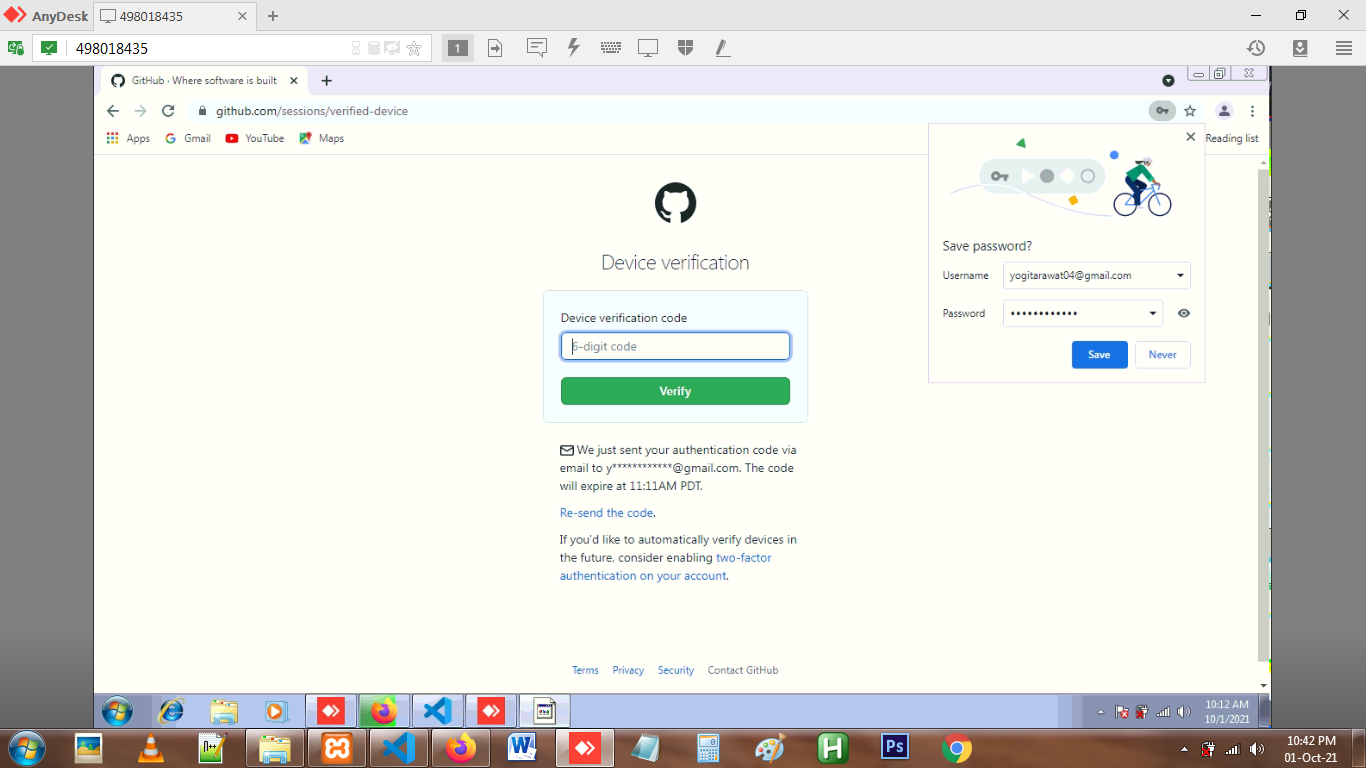 AnyDesk 498018435
498018435
1
GitHub · Where software is built
github.com/sessions/verified-device
Apps Gmail YouTube Maps Reading list
Device verification
Device verification code
6-digit code
Verify
We just sent your authentication code via
email to y************@gmail.com. The code
will expire at 11:11AM PDT.
Re-send the code.
If you'd like to automatically verify devices in
the future, consider enabling two-factor
authentication on your account.
Terms Privacy Security Contact GitHub
Save password?
Username yogitarawat04@gmail.com
Password ••••••••••••
Save Never
10:12 AM
10/1/2021
N++
W
H
Ps
10:42 PM
01-Oct-21